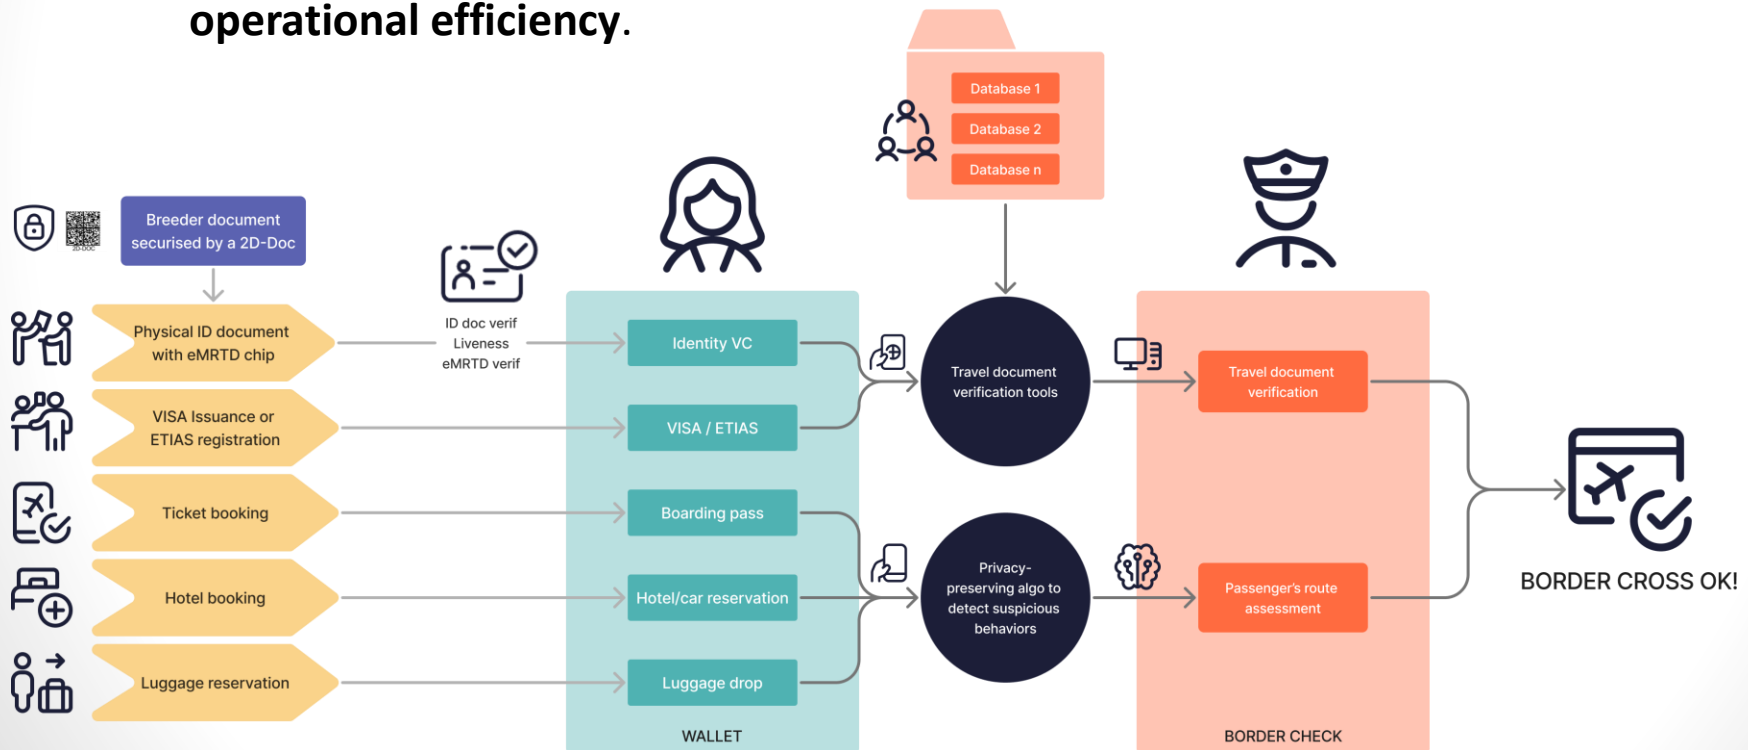 operational efficiency.
Database 1
Database 2
Database n
Breeder document
securised by a 2D-Doc
2D-DOC
Physical ID document
with eMRTD chip
ID doc verif
Liveness
eMRTD verif
Identity VC
Travel document
verification tools
Travel document
verification
VISA Issuance or
ETIAS registration
VISA / ETIAS
Ticket booking
Boarding pass
Hotel booking
Hotel/car reservation
Privacy-
preserving algo to
detect suspicious
behaviors
Passenger's route
assessment
BORDER CROSS OK!
Luggage reservation
Luggage drop
WALLET
BORDER CHECK